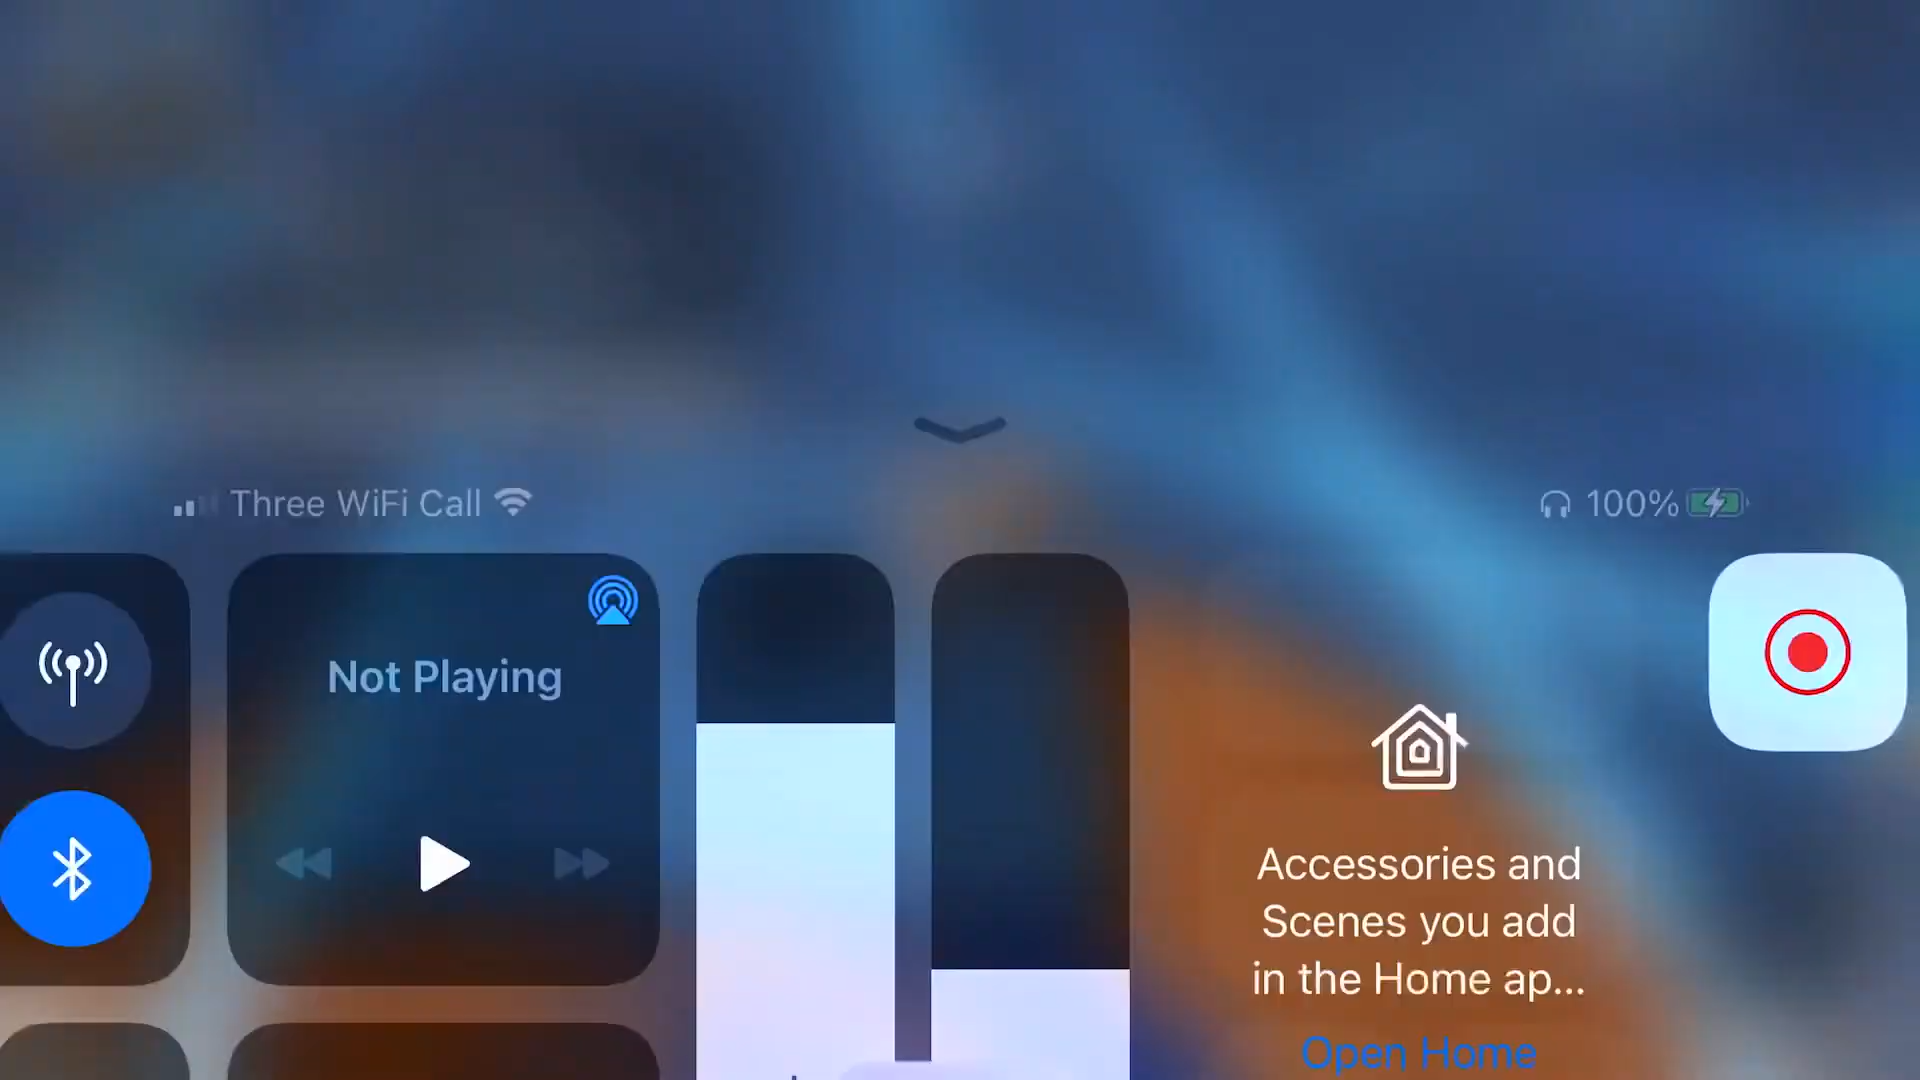 Three WiFi Call
100%
Not Playing
Accessories and
Scenes you add
in the Home ap...
Open Home